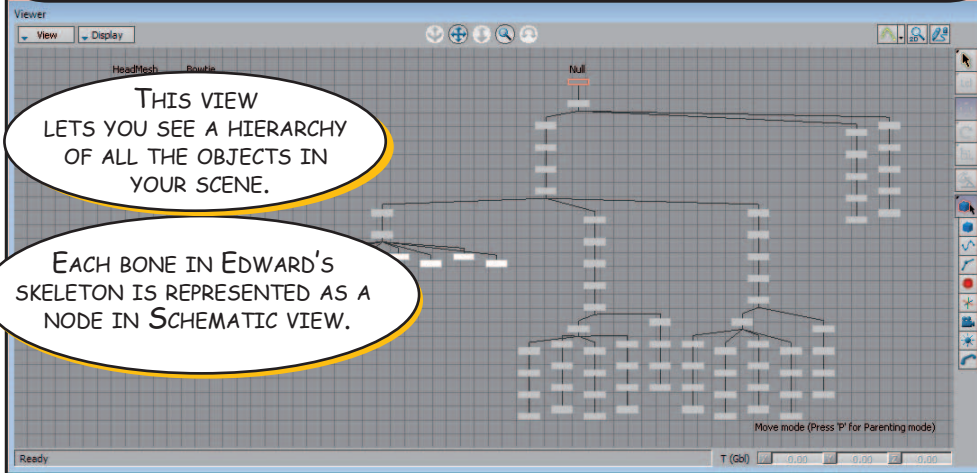 Viewer
View Display
HeadMesh Bowtie Null
THIS VIEW
LETS YOU SEE A HIERARCHY
OF ALL THE OBJECTS IN
YOUR SCENE.
EACH BONE IN EDWARD'S
SKELETON IS REPRESENTED AS A
NODE IN SCHEMATIC VIEW.
Move mode (Press 'P' for Parenting mode)
Ready T (Gbl) 0.00 0.00 0.00